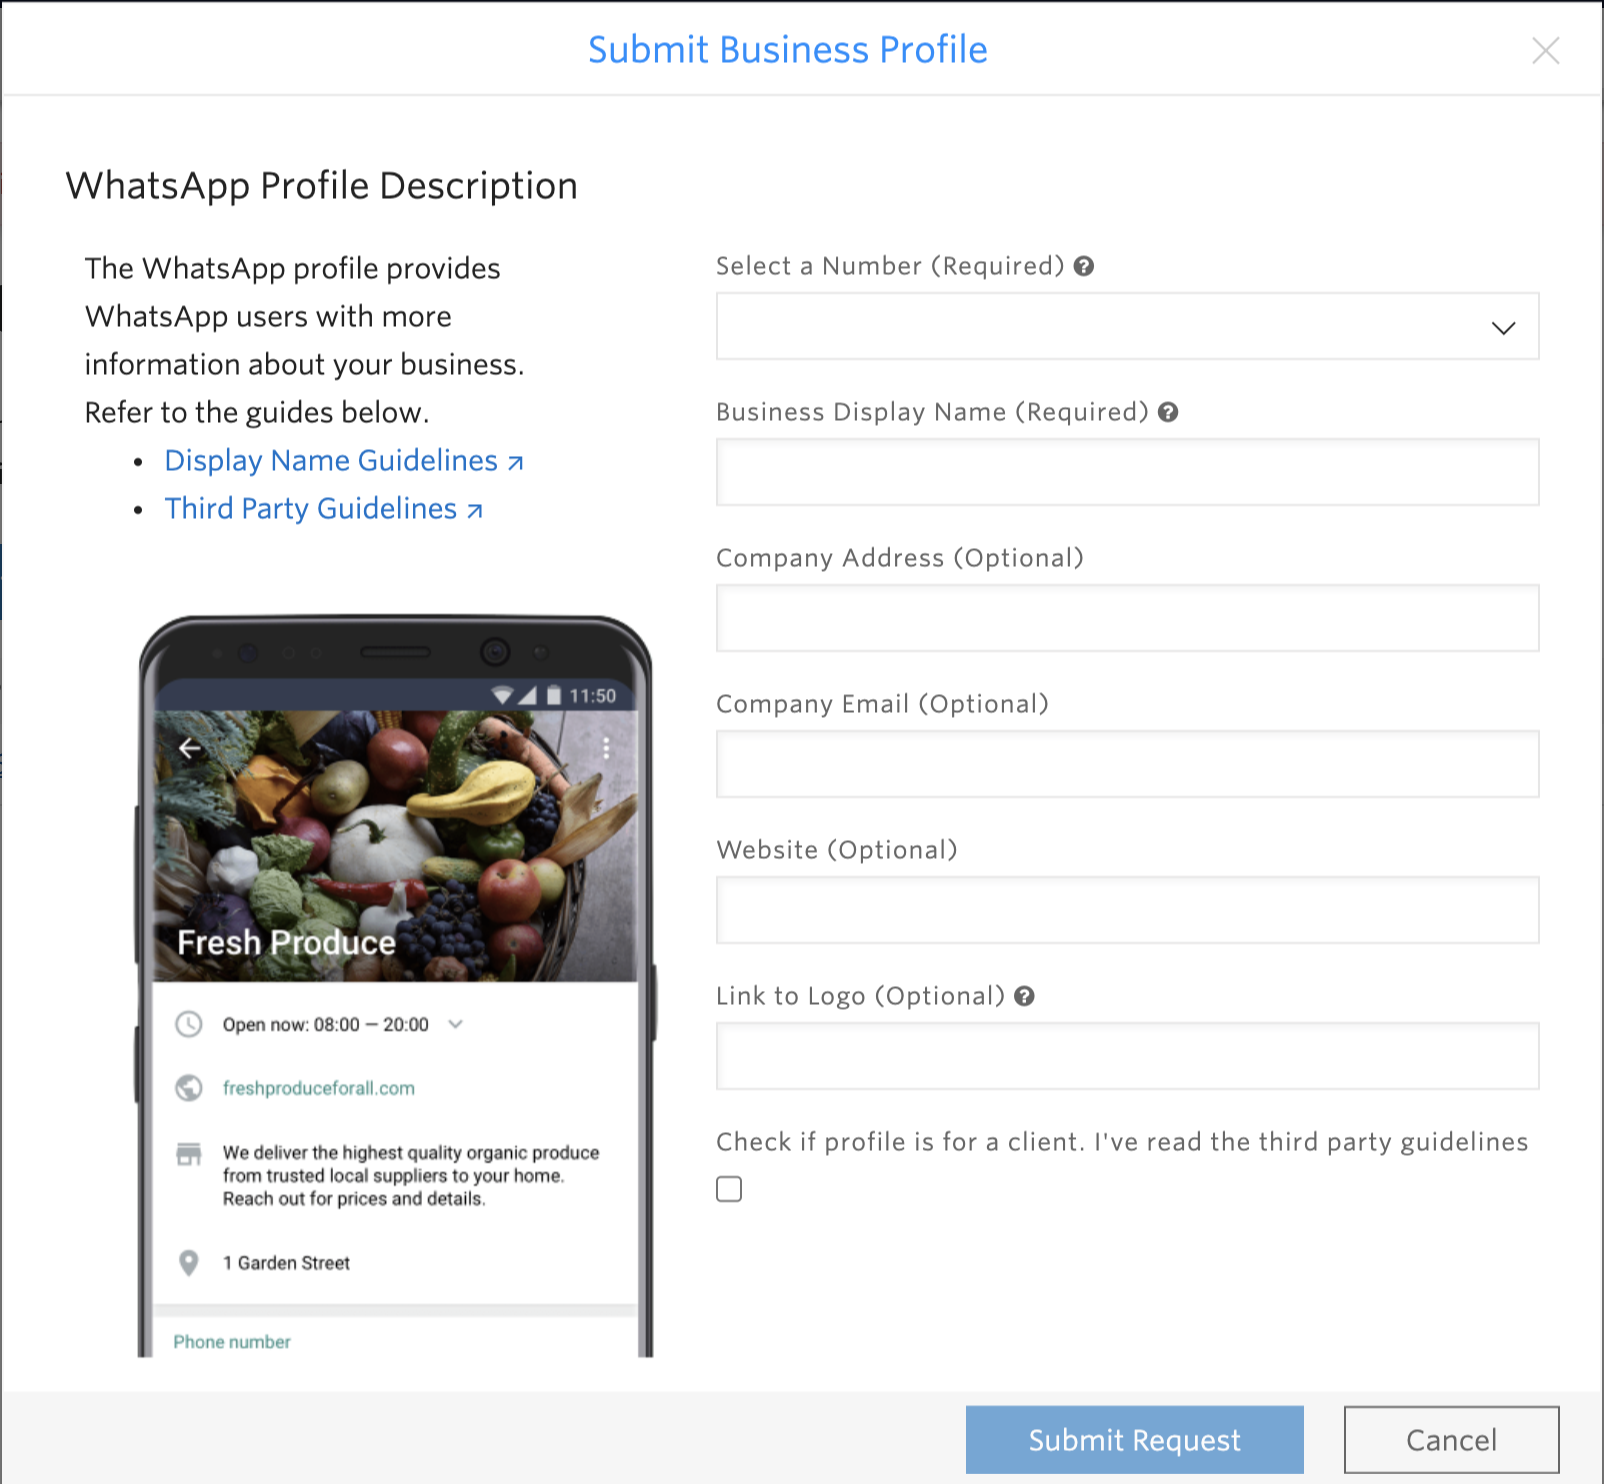 Submit Business Profile
WhatsApp Profile Description
The WhatsApp profile provides
WhatsApp users with more
information about your business.
Refer to the guides below.
• Display Name Guidelines ↗
• Third Party Guidelines ↗
11:50
Fresh Produce
Open now: 08:00 – 20:00
freshproduceforall.com
We deliver the highest quality organic produce
from trusted local suppliers to your home.
Reach out for prices and details.
1 Garden Street
Phone number
Select a Number (Required) ?
Business Display Name (Required) ?
Company Address (Optional)
Company Email (Optional)
Website (Optional)
Link to Logo (Optional) ?
Check if profile is for a client. I've read the third party guidelines
Submit Request
Cancel